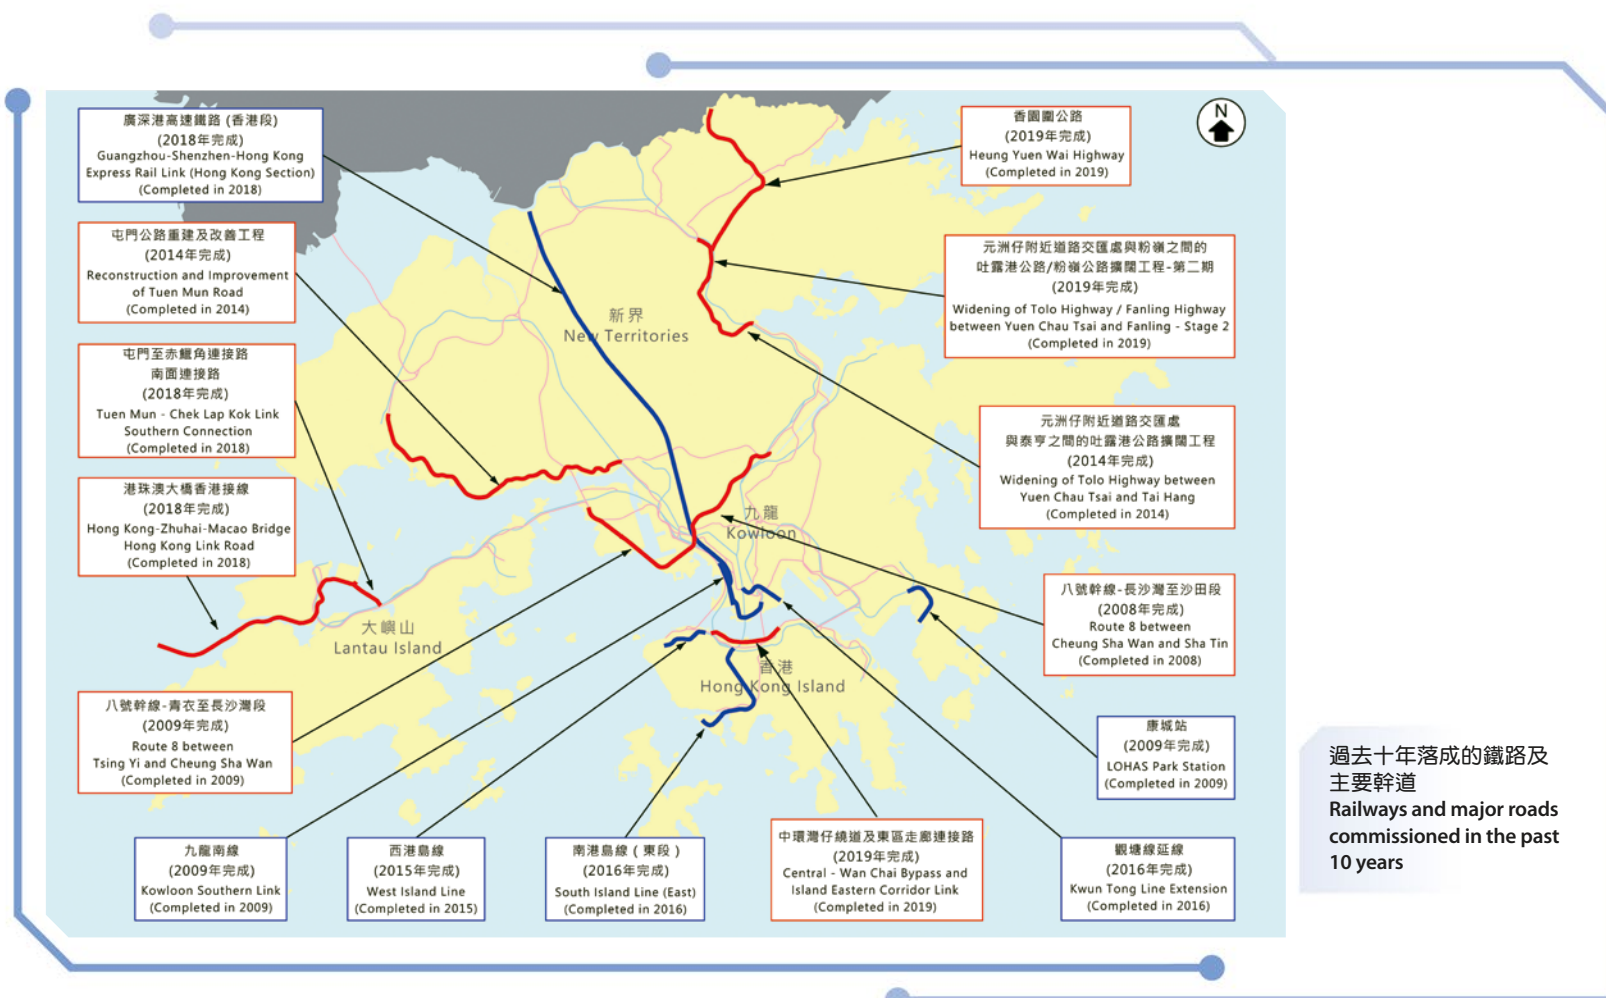 廣深港高速鐵路 (香港段)
(2018年完成)
Guangzhou-Shenzhen-Hong Kong
Express Rail Link (Hong Kong Section)
(Completed in 2018)
屯門公路重建及改善工程
(2014年完成)
Reconstruction and Improvement
of Tuen Mun Road
(Completed in 2014)
屯門至赤鱲角連接路
南面連接路
(2018年完成)
Tuen Mun - Chek Lap Kok Link
Southern Connection
(Completed in 2018)
港珠澳大橋香港接線
(2018年完成)
Hong Kong-Zhuhai-Macao Bridge
Hong Kong Link Road
(Completed in 2018)
八號幹線-青衣至長沙灣段
(2009年完成)
Route 8 between
Tsing Yi and Cheung Sha Wan
(Completed in 2009)
九龍南線
(2009年完成)
Kowloon Southern Link
(Completed in 2009)
西港島線
(2015年完成)
West Island Line
(Completed in 2015)
南港島線 ( 東段 )
(2016年完成)
South Island Line (East)
(Completed in 2016)
中環灣仔繞道及東區走廊連接路
(2019年完成)
Central - Wan Chai Bypass and
Island Eastern Corridor Link
(Completed in 2019)
觀塘線延線
(2016年完成)
Kwun Tong Line Extension
(Completed in 2016)
康城站
(2009年完成)
LOHAS Park Station
(Completed in 2009)
八號幹線-長沙灣至沙田段
(2008年完成)
Route 8 between
Cheung Sha Wan and Sha Tin
(Completed in 2008)
元洲仔附近道路交匯處
與泰亨之間的吐露港公路擴闊工程
(2014年完成)
Widening of Tolo Highway between
Yuen Chau Tsai and Tai Hang
(Completed in 2014)
元洲仔附近道路交匯處與粉嶺之間的
吐露港公路/粉嶺公路擴闊工程-第二期
(2019年完成)
Widening of Tolo Highway / Fanling Highway
between Yuen Chau Tsai and Fanling - Stage 2
(Completed in 2019)
香園圍公路
(2019年完成)
Heung Yuen Wai Highway
(Completed in 2019)
N
新界
New Territories
九龍
Kowloon
大嶼山
Lantau Island
香港
Hong Kong Island
過去十年落成的鐵路及
主要幹道
Railways and major roads
commissioned in the past
10 years